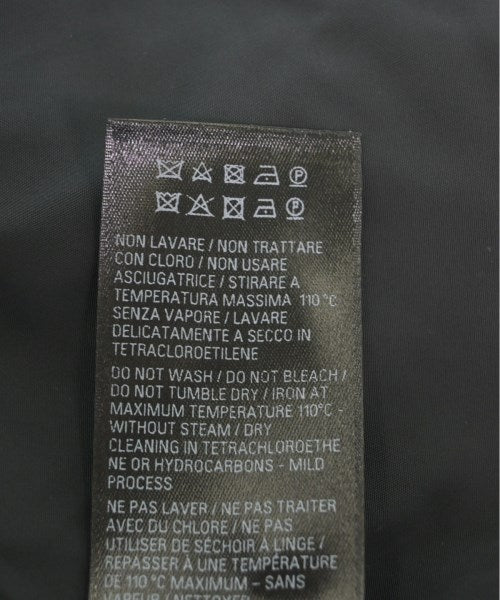 NON LAVARE / NON TRATTARE
CON CLORO / NON USARE
ASCIUGATRICE / STIRARE A
TEMPERATURA MASSIMA 110°C
SENZA VAPORE / LAVARE
DELICATAMENTE A SECCO IN
TETRACLOROETILENE
DO NOT WASH / DO NOT BLEACH /
DO NOT TUMBLE DRY / IRON AT
MAXIMUM TEMPERATURE 110°C -
WITHOUT STEAM / DRY
CLEANING IN TETRACHLOROETHE
NE OR HYDROCARBONS - MILD
PROCESS
NE PAS LAVER / NE PAS TRAITER
AVEC DU CHLORE / NE PAS
UTILISER DE SÉCHOIR À LINGE /
REPASSER À UNE TEMPÉRATURE
DE 110°C MAXIMUM - SANS
VAPEUR / NETTOYER